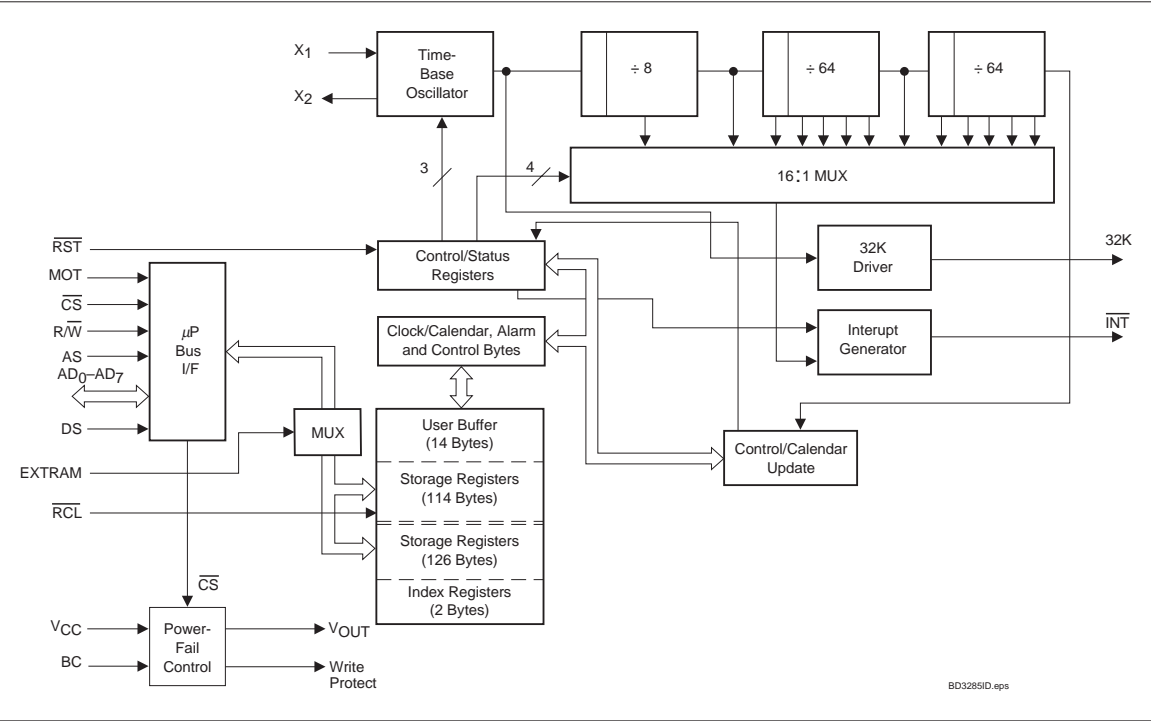 X1
X2
Time-
Base
Oscillator
÷ 8
÷ 64
÷ 64
3
4
16:1 MUX
RST
MOT
CS
R/W
AS
AD0–AD7
DS
EXTRAM
RCL
µP
Bus
I/F
Control/Status
Registers
32K
Driver
32K
Clock/Calendar, Alarm
and Control Bytes
Interupt
Generator
INT
MUX
User Buffer
(14 Bytes)
Storage Registers
(114 Bytes)
Storage Registers
(126 Bytes)
Index Registers
(2 Bytes)
Control/Calendar
Update
CS
VCC
BC
Power-
Fail
Control
VOUT
Write
Protect
BD3285ID.eps